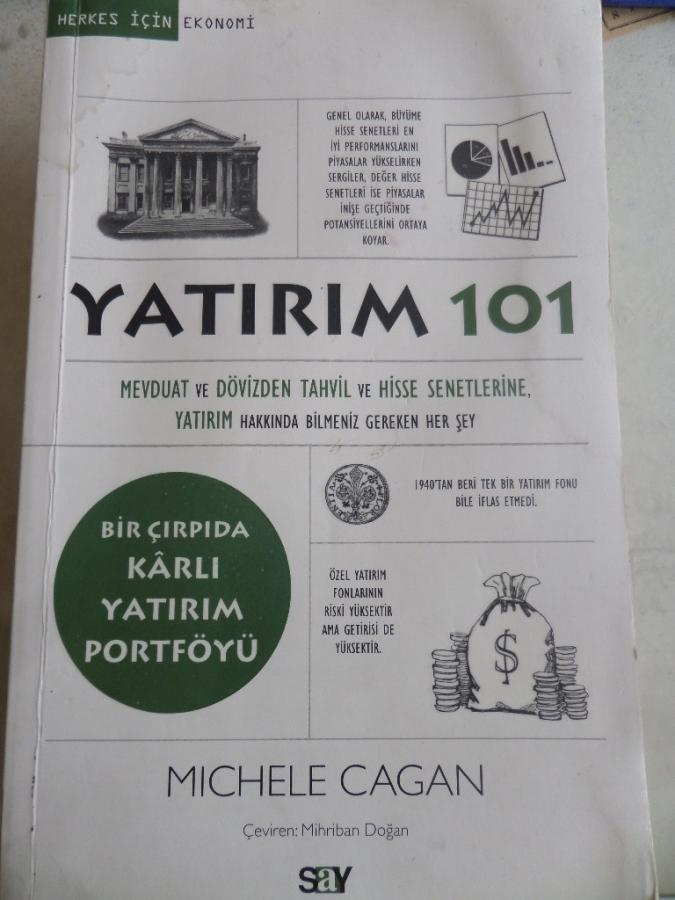 HERKES İÇİN EKONOMİ
GENEL OLARAK, BÜYÜME
HİSSE SENETLERİ EN
İYİ PERFORMANSLARINI
PİYASALAR YÜKSELİRKEN
SERGİLER, DEĞER HİSSE
SENETLERİ İSE PİYASALAR
İNİŞE GEÇTİĞİNDE
POTANSİYELLERİNİ ORTAYA
KOYAR.
YATIRIM 101
MEVDUAT VE DÖVİZDEN TAHVİL VE HİSSE SENETLERİNE,
YATIRIM HAKKINDA BİLMENİZ GEREKEN HER ŞEY
BİR ÇIRPIDA
KÂRLI
YATIRIM
PORTFÖYÜ
1940'TAN BERİ TEK BİR YATIRIM FONU
BİLE İFLAS ETMEDİ.
ÖZEL YATIRIM
FONLARININ
RİSKİ YÜKSEKTİR
AMA GETİRİSİ DE
YÜKSEKTİR.
$
MICHELE CAGAN
Çeviren: Mihriban Doğan
SAY